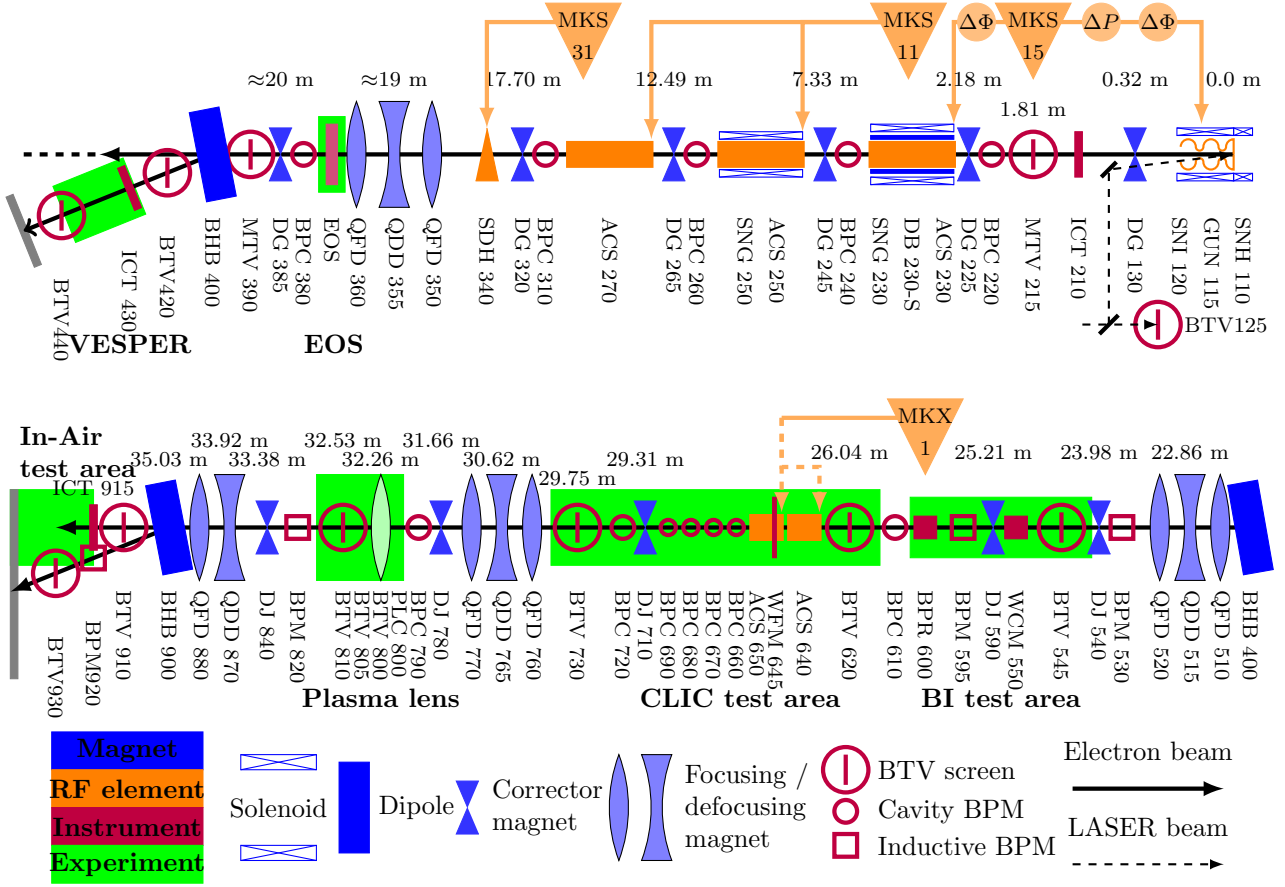 MKS
31
MKS
11
ΔΦ
MKS
15
ΔP
ΔΦ
≈20 m
≈19 m
17.70 m
12.49 m
7.33 m
2.18 m
1.81 m
0.32 m
0.0 m
BTV440
ICT 430
BTV420
BHB 400
MTV 390
DG 385
BPC 380
EOS
QFD 360
QDD 355
QFD 350
SDH 340
DG 320
BPC 310
ACS 270
DG 265
BPC 260
SNG 250
ACS 250
DG 245
BPC 240
SNG 230
DB 230-S
ACS 230
DG 225
BPC 220
MTV 215
ICT 210
DG 130
SNI 120
GUN 115
SNH 110
BTV125
VESPER
EOS
MKX
1
In-Air
test area
35.03 m
33.92 m
33.38 m
32.53 m
32.26 m
31.66 m
30.62 m
29.75 m
29.31 m
26.04 m
25.21 m
23.98 m
22.86 m
ICT 915
BTV930
BPM920
BTV 910
BHB 900
QFD 880
QDD 870
DJ 840
BPM 820
BTV 810
BTV 805
BTV 800
PLC 800
BPC 790
DJ 780
QFD 770
QDD 765
QFD 760
BTV 730
BPC 720
DJ 710
BPC 690
BPC 680
BPC 670
BPC 660
ACS 650
WFM 645
ACS 640
BTV 620
BPC 610
BPR 600
BPM 595
DJ 590
WCM 550
BTV 545
DJ 540
BPM 530
QFD 520
QDD 515
QFD 510
BHB 400
Plasma lens
CLIC test area
BI test area
Magnet
RF element
Instrument
Experiment
Solenoid
Dipole
Corrector
magnet
Focusing /
defocusing
magnet
BTV screen
Cavity BPM
Inductive BPM
Electron beam
LASER beam